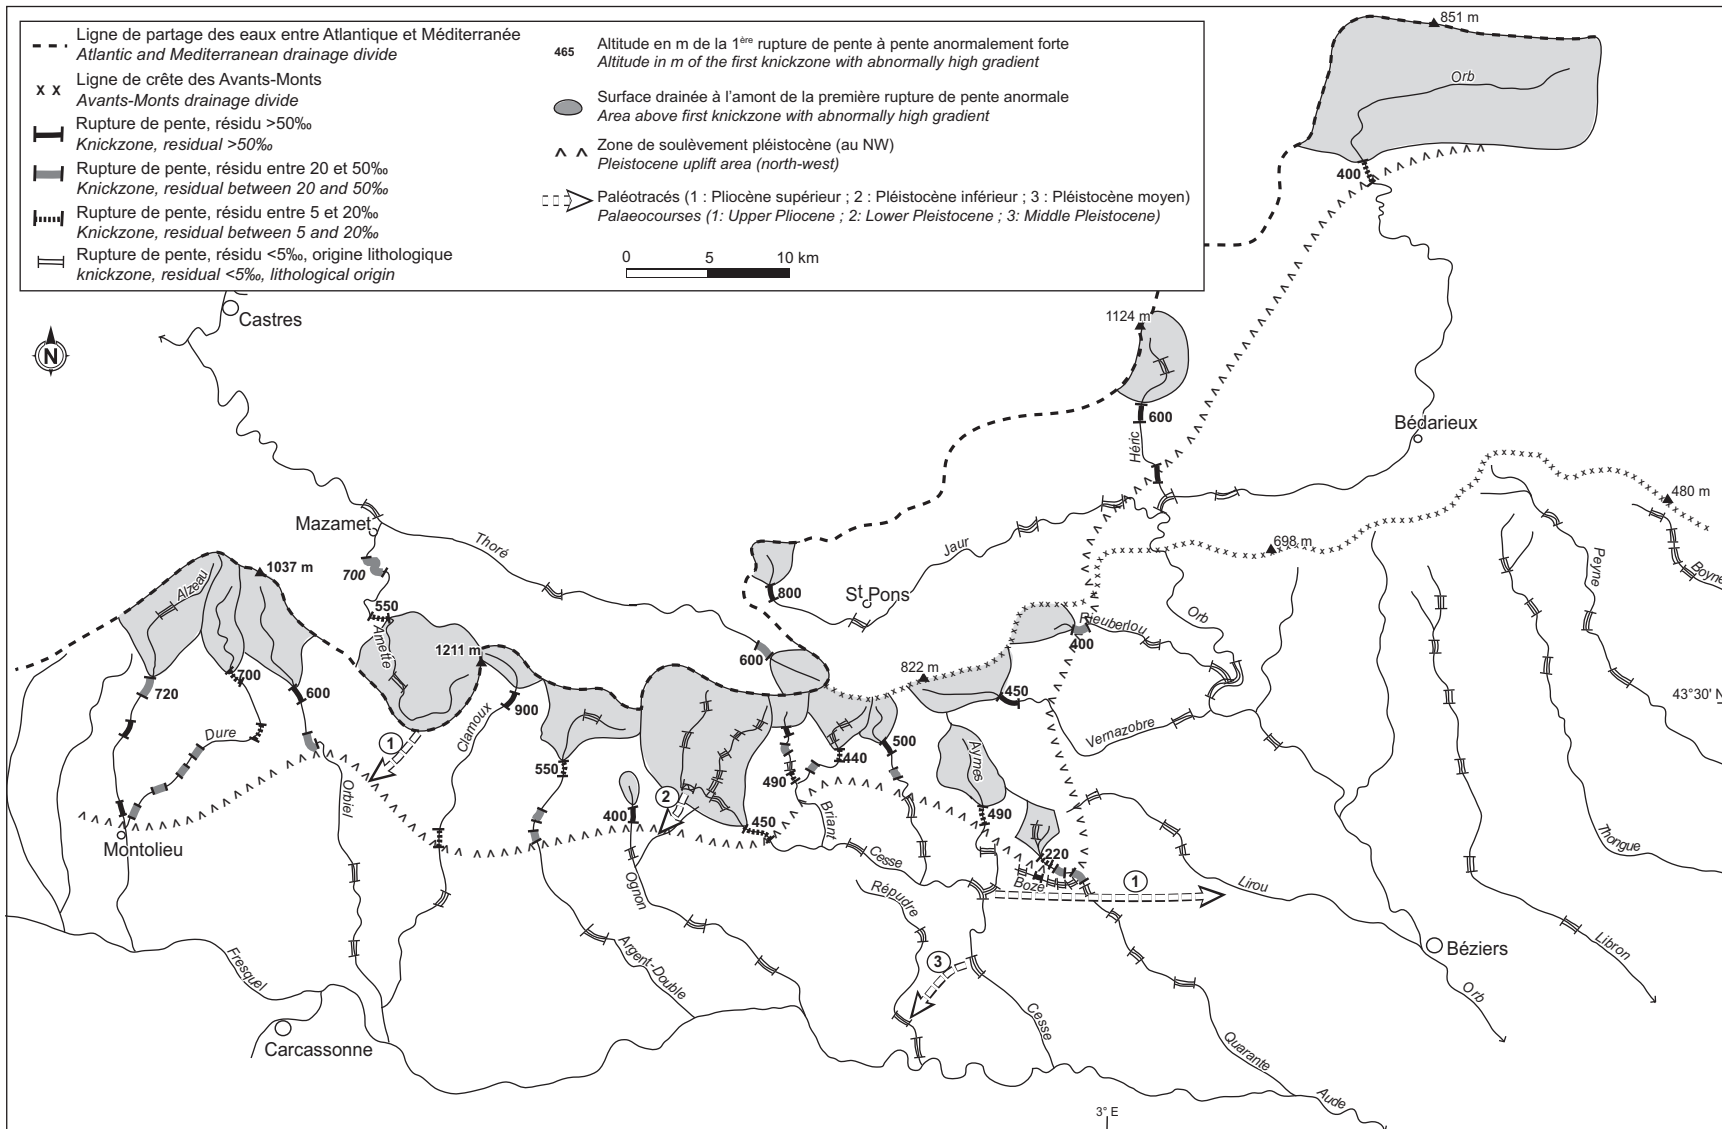 Ligne de partage des eaux entre Atlantique et Méditerranée
Atlantic and Mediterranean drainage divide
x x
Ligne de crête des Avants-Monts
Avants-Monts drainage divide
Rupture de pente, résidu >50‰
Knickzone, residual >50‰
Rupture de pente, résidu entre 20 et 50‰
Knickzone, residual between 20 and 50‰
Rupture de pente, résidu entre 5 et 20‰
Knickzone, residual between 5 and 20‰
Rupture de pente, résidu <5‰, origine lithologique
knickzone, residual <5‰, lithological origin
465
Altitude en m de la 1ère rupture de pente à pente anormalement forte
Altitude in m of the first knickzone with abnormally high gradient
Surface drainée à l'amont de la première rupture de pente anormale
Area above first knickzone with abnormally high gradient
Zone de soulèvement pléistocène (au NW)
Pleistocene uplift area (north-west)
Paléotracés (1 : Pliocène supérieur ; 2 : Pléistocène inférieur ; 3 : Pléistocène moyen)
Palaeocourses (1: Upper Pliocene ; 2: Lower Pleistocene ; 3: Middle Pleistocene)
0 5 10 km
851 m
Orb
400
Castres
N
1124 m
600
Héric
Bédarieux
480 m
Mazamet
Thoré
Jaur
698 m
Peyne
Boyne
1037 m
700
Alzeau
800
St Pons
550
Amette
Orb
Rieuberlou
400
1211 m
600
822 m
43°30' N
720
700
600
900
450
Dure
1
Clamoux
Vernazobre
500
440
Aymes
550
490
Orbiel
2
400
450
Briant
490
Montolieu
220
Cesse
Thongue
Bozé
1
Lirou
Ognon
Répudre
Béziers
Libron
Fresquel
Argent-Double
3
Orb
Cesse
Carcassonne
Quarante
Aude
3° E